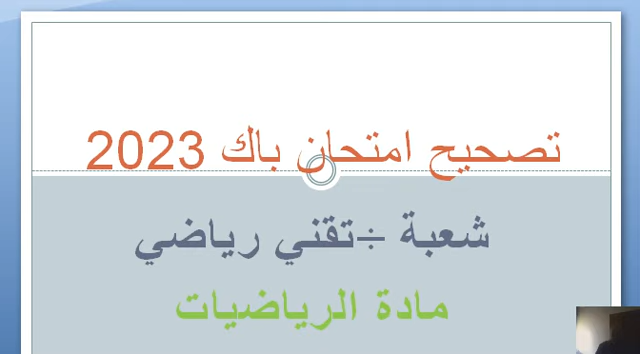 تصحيح امتحان باك 2023
شعبة ÷تقني رياضي
مادة الرياضيات